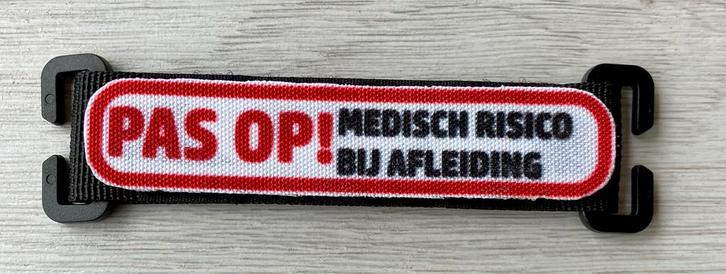 PAS OP!
MEDISCH RISICO
BIJ AFLEIDING